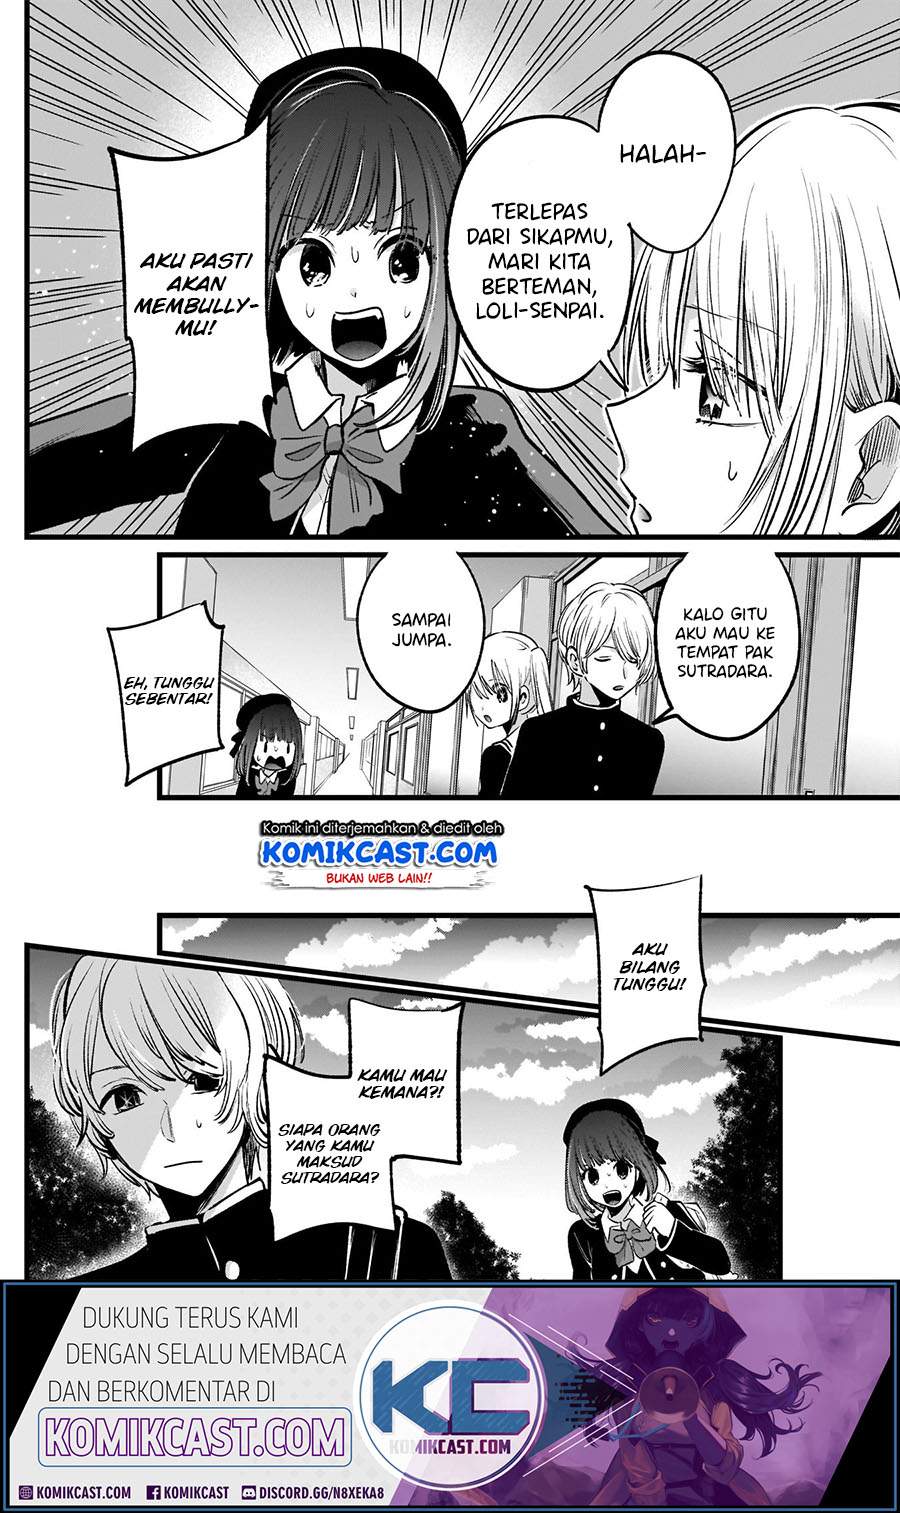 HALAH-
TERLEPAS
DARI SIKAPMU,
MARI KITA
BERTEMAN,
LOLI-SENPAI.
AKU PASTI
AKAN
MEMBULLY-
MU!
KALO GITU
AKU MAU KE
TEMPAT PAK
SUTRADARA.
SAMPAI
JUMPA.
EH, TUNGGU
SEBENTAR!
Komik ini diterjemahkan & diedit oleh
KOMIKCAST.COM
BUKAN WEB LAIN!!
AKU
BILANG
TUNGGU!
KAMU MAU
KEMANA?!
SIAPA ORANG
YANG KAMU
MAKSUD
SUTRADARA?
DUKUNG TERUS KAMI
DENGAN SELALU MEMBACA
DAN BERKOMENTAR DI
KOMIKCAST.COM
KC
KOMIKCAST.COM
KOMIKCAST.COM
KOMIKCAST
DISCORD.GG/N8XEKA8